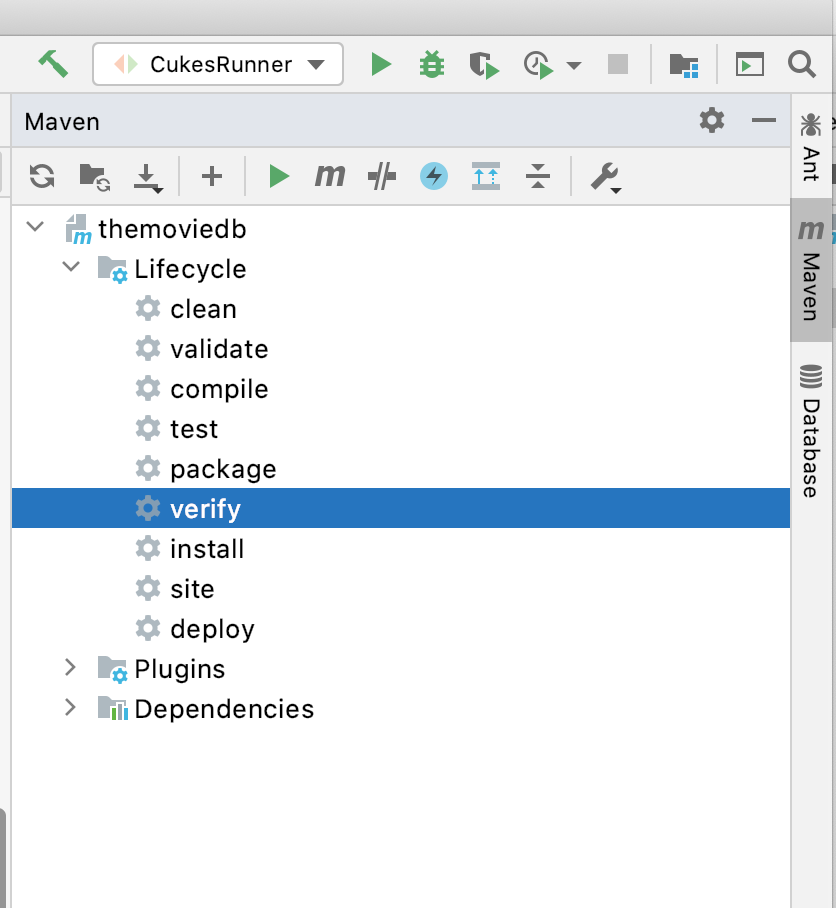 CukesRunner
Maven
m
themoviedb
Lifecycle
clean
validate
compile
test
package
verify
install
site
deploy
Plugins
Dependencies
Ant
m
Maven
Database